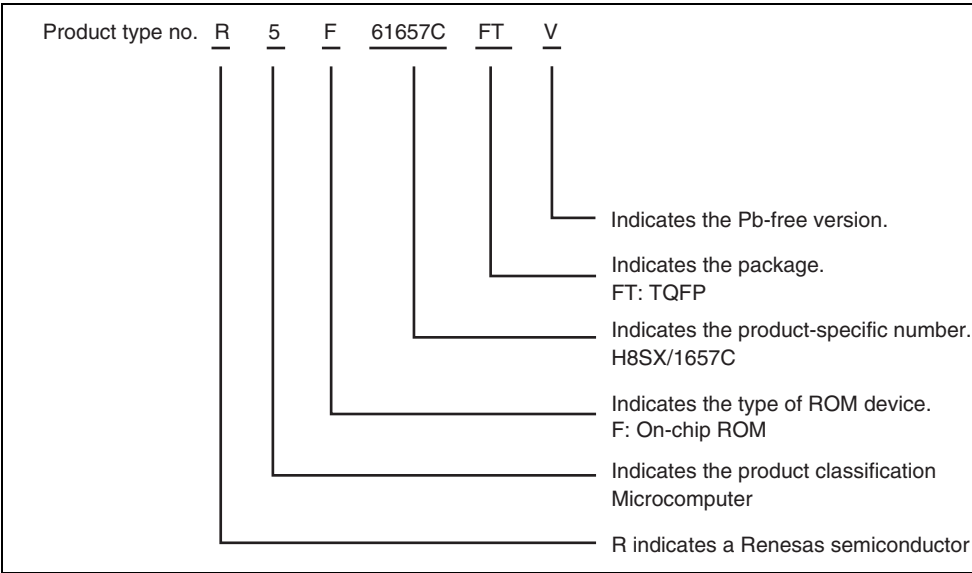 Product type no. R 5 F 61657C FT V
Indicates the Pb-free version.
Indicates the package.
FT: TQFP
Indicates the product-specific number.
H8SX/1657C
Indicates the type of ROM device.
F: On-chip ROM
Indicates the product classification
Microcomputer
R indicates a Renesas semiconductor